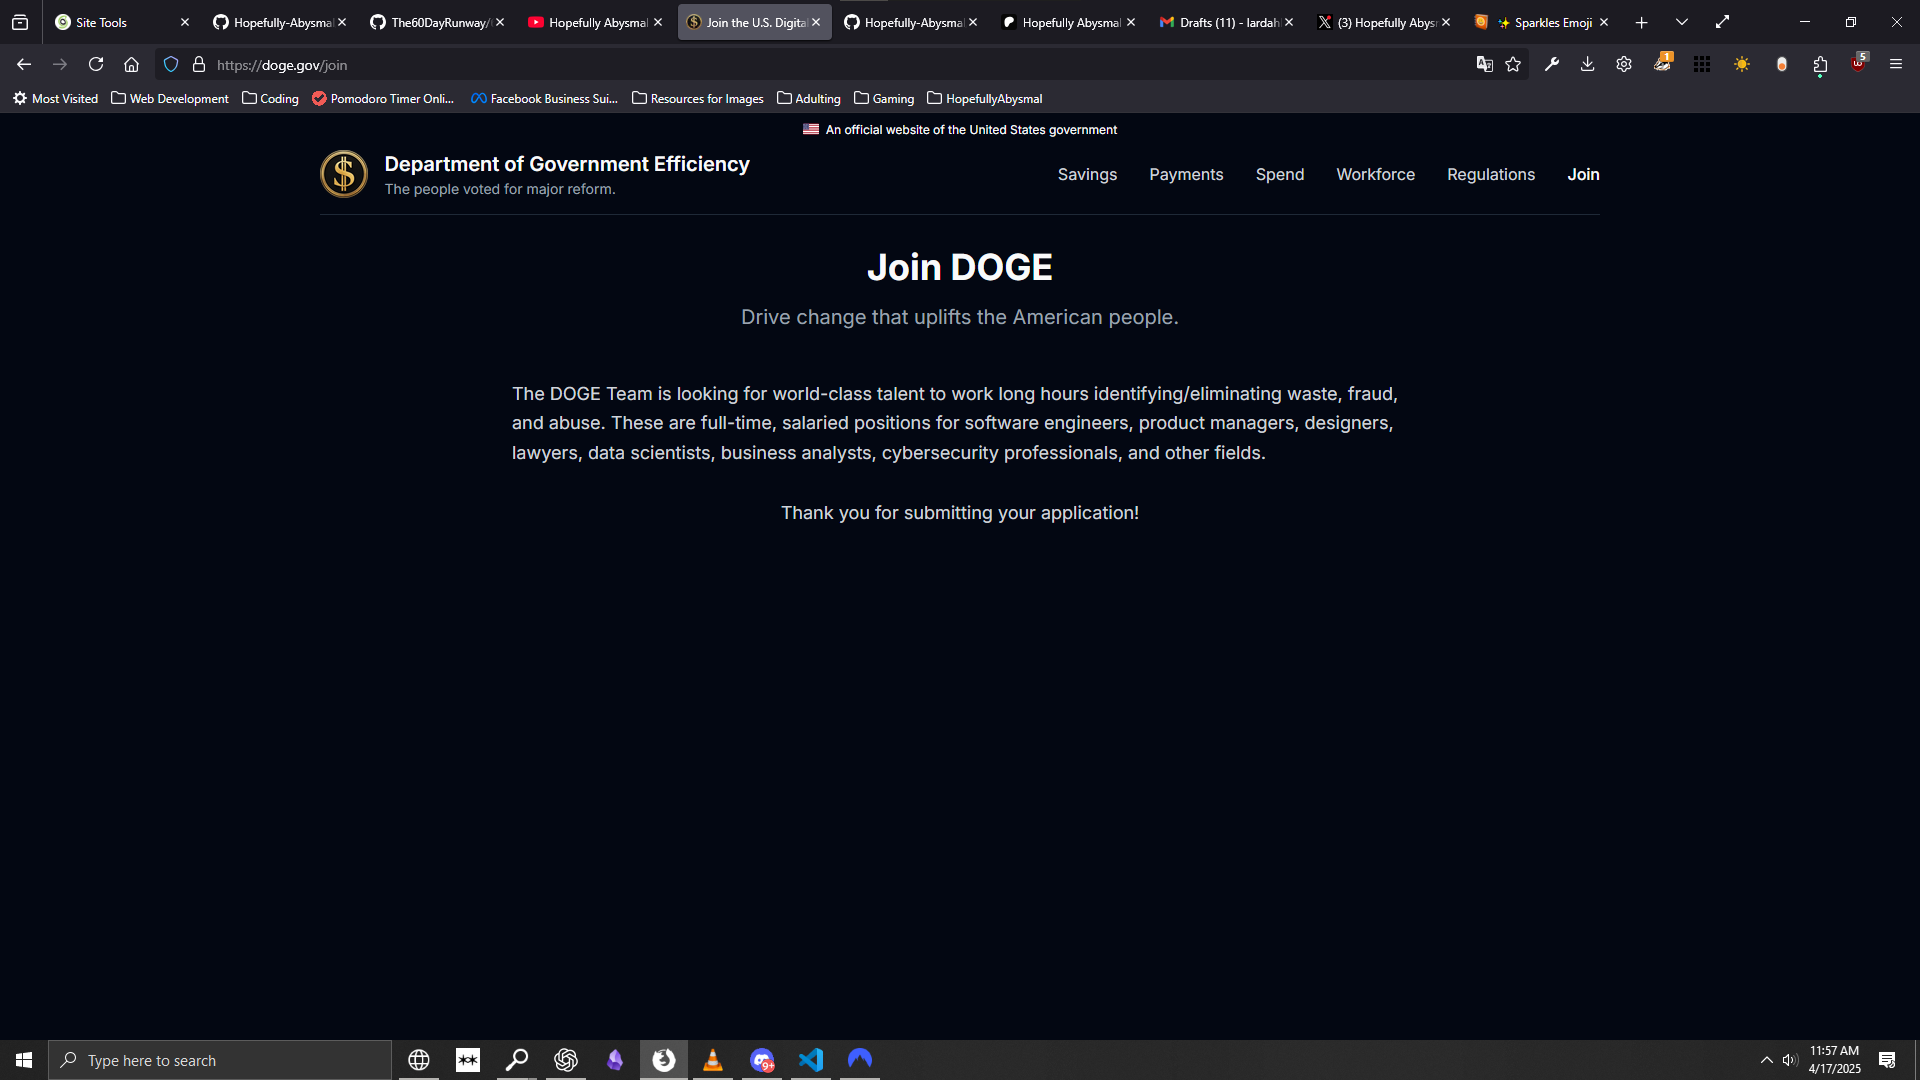 Site Tools
Hopefully-Abysmal
The60DayRunway/
Hopefully Abysmal
Join the U.S. Digital
Hopefully-Abysmal
Hopefully Abysmal
Drafts (11) - lardah
(3) Hopefully Abysm
✨ Sparkles Emoji
https://doge.gov/join
1
5
Most Visited
Web Development
Coding
Pomodoro Timer Onli...
Facebook Business Sui...
Resources for Images
Adulting
Gaming
HopefullyAbysmal
An official website of the United States government
Department of Government Efficiency
The people voted for major reform.
Savings
Payments
Spend
Workforce
Regulations
Join
Join DOGE
Drive change that uplifts the American people.
The DOGE Team is looking for world-class talent to work long hours identifying/eliminating waste, fraud,
and abuse. These are full-time, salaried positions for software engineers, product managers, designers,
lawyers, data scientists, business analysts, cybersecurity professionals, and other fields.
Thank you for submitting your application!
Type here to search
9+
11:57 AM
4/17/2025